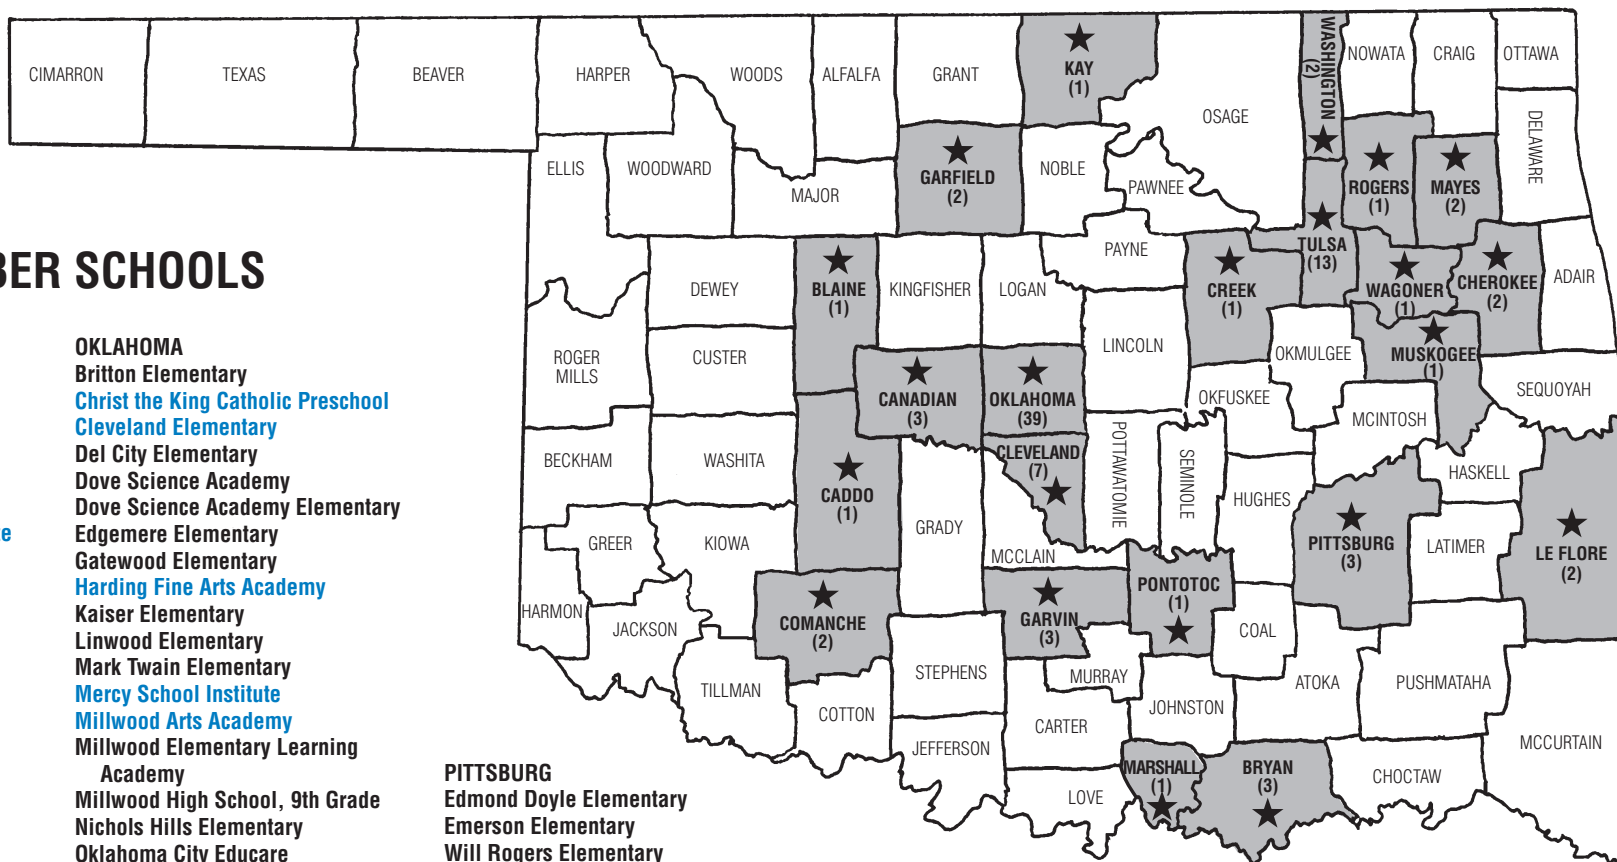 CIMARRON
TEXAS
BEAVER
HARPER
WOODS
ALFALFA
GRANT
KAY
(1)
OSAGE
WASHINGTON
(2)
NOWATA
CRAIG
OTTAWA
DELAWARE
ELLIS
WOODWARD
MAJOR
GARFIELD
(2)
NOBLE
PAWNEE
ROGERS
(1)
MAYES
(2)
TULSA
(13)
PAYNE
DEWEY
BLAINE
(1)
KINGFISHER
LOGAN
CREEK
(1)
WAGONER
(1)
CHEROKEE
(2)
ADAIR
ROGER
MILLS
CUSTER
CANADIAN
(3)
OKLAHOMA
(39)
LINCOLN
OKMULGEE
MUSKOGEE
(1)
OKFUSKEE
MCINTOSH
SEQUOYAH
BECKHAM
WASHITA
CADDO
(1)
GRADY
CLEVELAND
(7)
POTTAWATOMIE
SEMINOLE
HUGHES
HASKELL
PITTSBURG
(3)
LATIMER
LE FLORE
(2)
GREER
KIOWA
MCCLAIN
HARMON
JACKSON
COMANCHE
(2)
GARVIN
(3)
PONTOTOC
(1)
COAL
TILLMAN
STEPHENS
MURRAY
ATOKA
PUSHMATAHA
COTTON
JOHNSTON
CARTER
JEFFERSON
MCCURTAIN
MARSHALL
(1)
BRYAN
(3)
CHOCTAW
LOVE
BER SCHOOLS
OKLAHOMA
Britton Elementary
Christ the King Catholic Preschool
Cleveland Elementary
Del City Elementary
Dove Science Academy
Dove Science Academy Elementary
Edgemere Elementary
Gatewood Elementary
Harding Fine Arts Academy
Kaiser Elementary
Linwood Elementary
Mark Twain Elementary
Mercy School Institute
Millwood Arts Academy
Millwood Elementary Learning
Academy
Millwood High School, 9th Grade
Nichols Hills Elementary
Oklahoma City Educare
PITTSBURG
Edmond Doyle Elementary
Emerson Elementary
Will Rogers Elementary